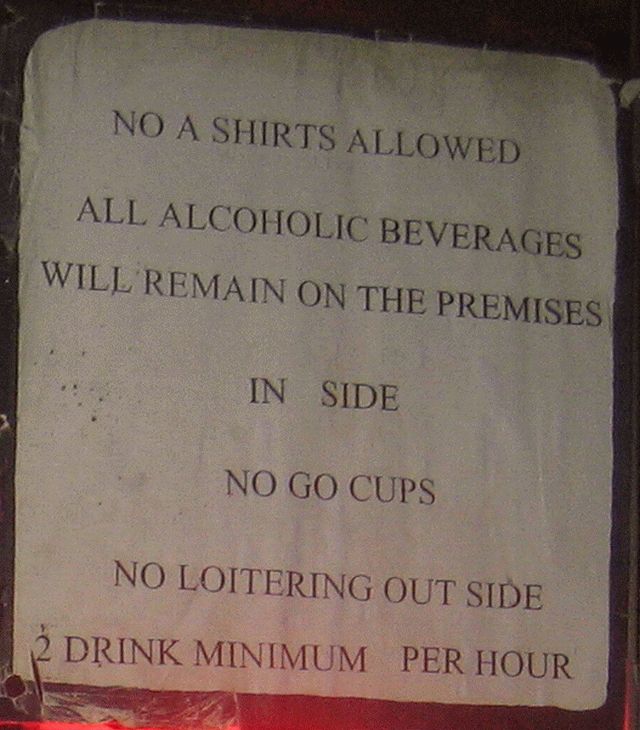 NO A SHIRTS ALLOWED
ALL ALCOHOLIC BEVERAGES
WILL REMAIN ON THE PREMISES
IN SIDE
NO GO CUPS
NO LOITERING OUT SIDE
2 DRINK MINIMUM PER HOUR